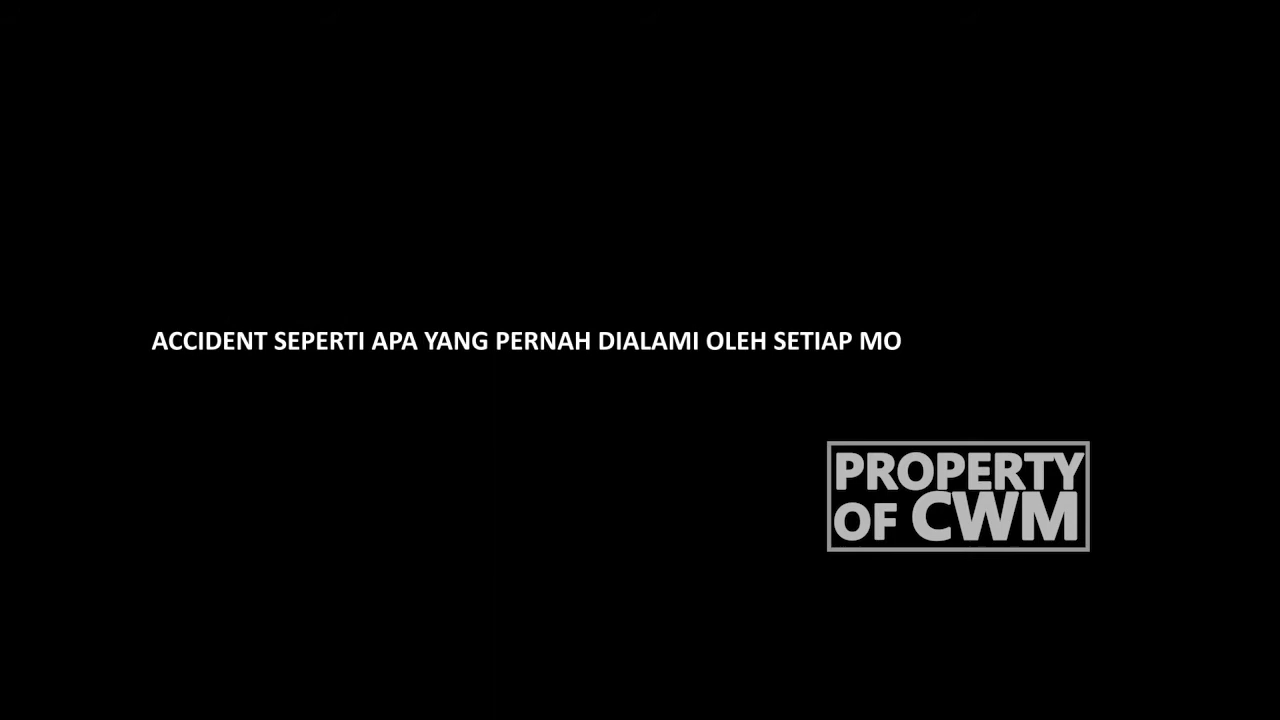 ACCIDENT SEPERTI APA YANG PERNAH DIALAMI OLEH SETIAP MO
PROPERTY
OF CWM